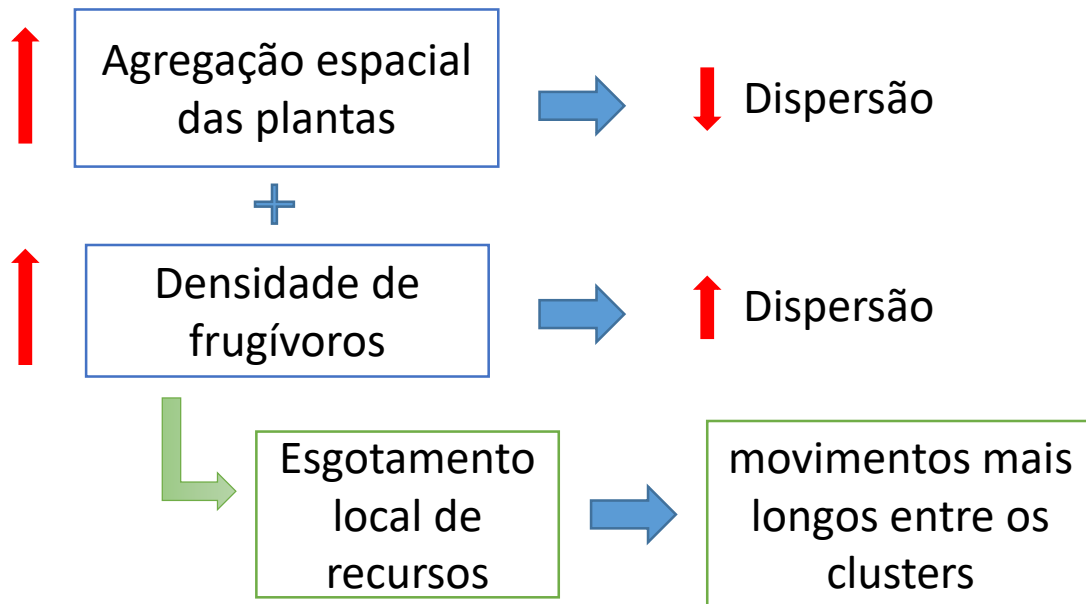 Agregação espacial
das plantas
Dispersão
+
Densidade de
frugívoros
Dispersão
Esgotamento
local de
recursos
movimentos mais
longos entre os
clusters